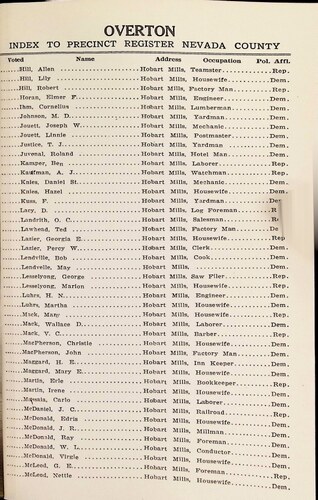 OVERTON
INDEX TO PRECINCT REGISTER NEVADA COUNTY
Voted Name Address Occupation Pol. Affl.
Hill, Allen Hobart Mills, Teamster Rep.
Hill, Lily Hobart Mills, Housewife Dem.
Hill, Robert Hobart Mills, Factory Man Rep.
Horan, Elmer F Hobart Mills, Engineer Dem.
Ihm, Cornelius Hobart Mills, Lumberman Dem.
Johnson, M. D. Hobart Mills, Yardman Dem.
Jouett, Joseph W Hobart Mills, Mechanic Dem.
Jouett, Linnie Hobart Mills, Postmaster Dem.
Justice, T. J. Hobart Mills, Yardman Dem.
Juvenal, Roland Hobart Mills, Hotel Man Dem.
Kamper, Ben Hobart Mills, Laborer Rep.
Kauffman, A. J. Hobart Mills, Watchman Rep.
Knies, Daniel St. Hobart Mills, Mechanic Dem.
Knies, Hazel Hobart Mills, Housewife Dem.
Kuss, F. Hobart Mills, Yardman De
Lacy, D. Hobart Mills, Log Foreman R
Landrith, O. C. Hobart Mills, Salesman R
Lawhead, Ted Hobart Mills, Factory Man De
Lazier, Georgia E Hobart Mills, Housewife Rep.
Lazier, Percy W Hobart Mills, Clerk Dem.
Lendville, Bob Hobart Mills, Cook Dem.
Lendville, May Hobart Mills, Dem.
Lesselyong, George Hobart Mills, Saw Filer Rep.
Lesselyong, Marion Hobart Mills, Housewife Rep.
Luhrs, H. N. Hobart Mills, Engineer Dem.
Luhrs, Martha Hobart Mills, Housewife Dem.
Mack, Mary Hobart Mills, Housewife Rep.
Mack, Wallace D. Hobart Mills, Laborer Dem.
Mack, V. C. Hobart Mills, Barber Rep.
MacPherson, Christie Hobart Mills, Housewife Dem.
MacPherson, John Hobart Mills, Factory Man Dem.
Maggard, H. E. Hobart Mills, Inn Keeper Dem.
Maggard, Mary E. Hobart Mills, Housewife Dem.
Martin, Erle Hobart Mills, Bookkeeper Rep.
Martin, Irene Hobart Mills, Housewife Dem.
Carlo Hobart Mills, Laborer Dem.
McDaniel, J. C. Hobart Mills, Railroad Rep.
McDonald, Edris Hobart Mills, Housewife Dem.
McDonald, J. R. Hobart Mills, Millman Dem.
McDonald, Ray Hobart Mills, Foreman Dem.
McDonald, W. L. Hobart Mills, Conductor Dem.
McDonald, Virgie Hobart Mills, Housewife Dem.
McLeod, G. E. Hobart Mills, Foreman Rep.
McLeod, Nettie Hobart Mills, Housewife Dem.